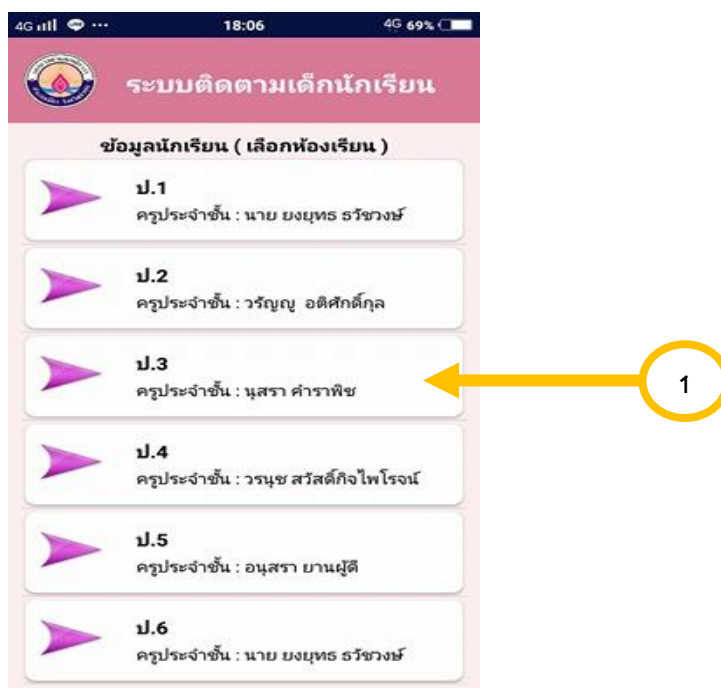 4G 18:06 4G 69%
ระบบติดตามเด็กนักเรียน
ข้อมูลนักเรียน ( เลือกห้องเรียน )
ป.1
ครูประจำชั้น : นาย ยงยุทธ ธวัชวงษ์
ป.2
ครูประจำชั้น : วรัญญู อติศักดิ์กุล
ป.3
ครูประจำชั้น : นุสรา คำราพิช
1
ป.4
ครูประจำชั้น : วรนุช สวัสดิ์กิจไพโรจน์
ป.5
ครูประจำชั้น : อนุสรา ยานผู้ดี
ป.6
ครูประจำชั้น : นาย ยงยุทธ ธวัชวงษ์